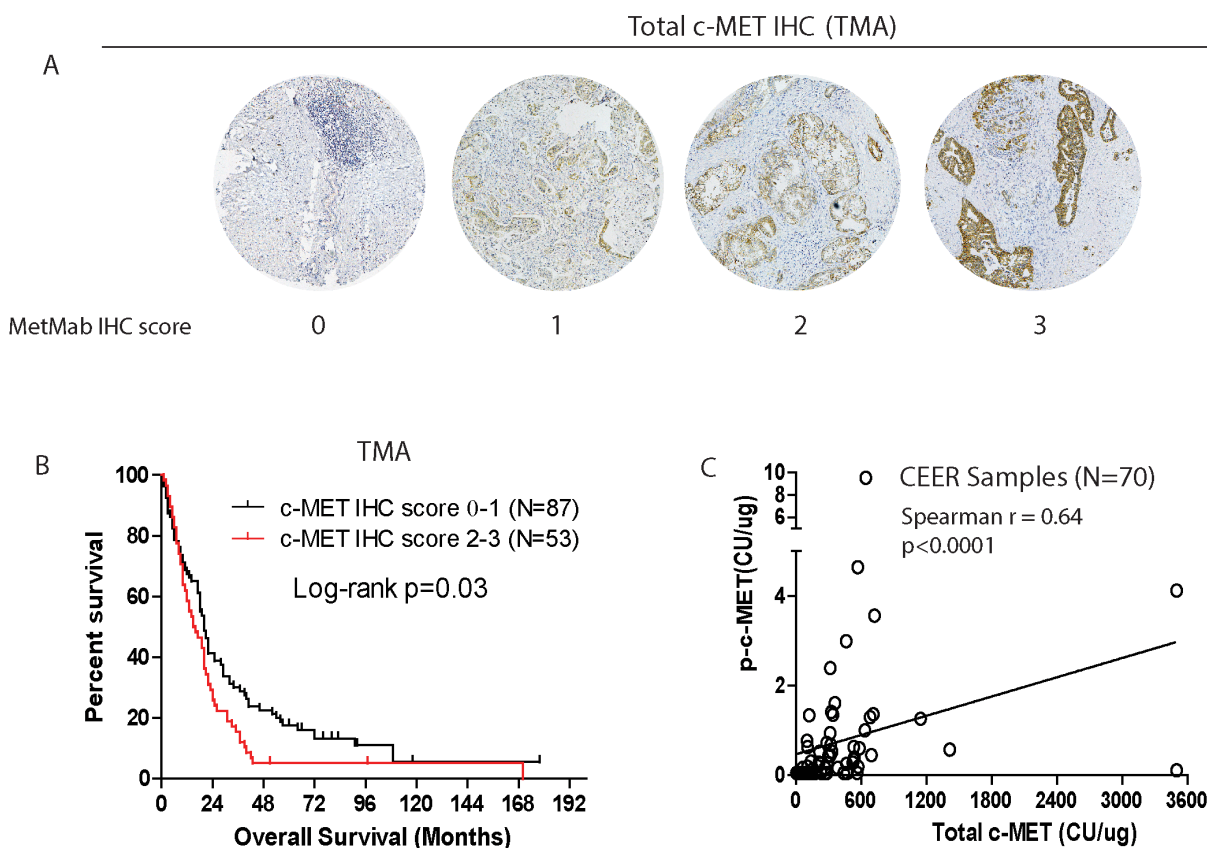 Total c-MET IHC (TMA)
A
MetMab IHC score 0 1 2 3
B
TMA
c-MET IHC score 0-1 (N=87)
c-MET IHC score 2-3 (N=53)
Log-rank p=0.03
Percent survival
100
80
60
40
20
0
0 24 48 72 96 120 144 168 192
Overall Survival (Months)
C
CEER Samples (N=70)
Spearman r = 0.64
p<0.0001
p-c-MET(CU/ug)
10
8
6
4
2
0
0 600 1200 1800 2400 3000 3600
Total c-MET (CU/ug)